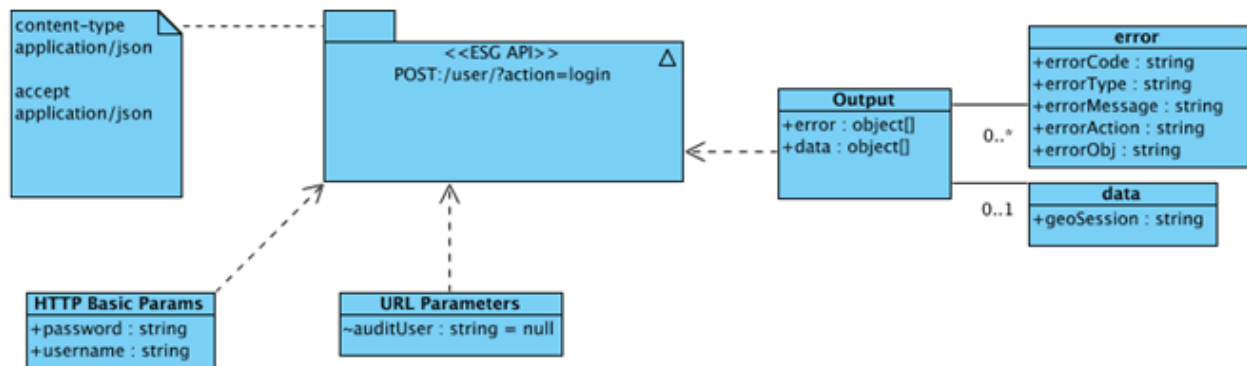 content-type
application/json
accept
application/json
<<ESG API>>
POST:/user/?action=login
Output
+error : object[]
+data : object[]
0..*
0..1
error
+errorCode : string
+errorType : string
+errorMessage : string
+errorAction : string
+errorObj : string
data
+geoSession : string
HTTP Basic Params
+password : string
+username : string
URL Parameters
~auditUser : string = null